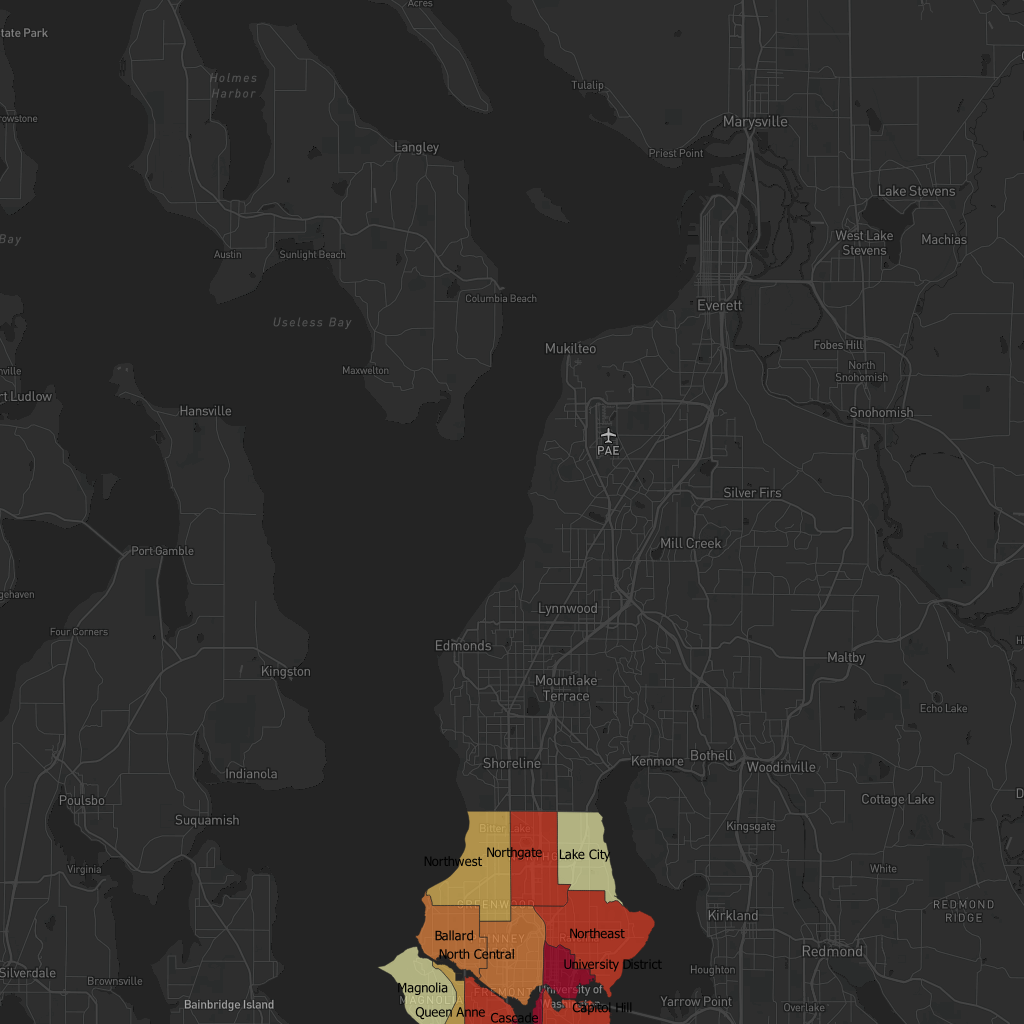 Acres
tate Park
Holmes
Harbor
Tulalip
rowstone
Marysville
Langley
Priest Point
Lake Stevens
Bay
West Lake
Stevens
Machias
Austin
Sunlight Beach
Columbia Beach
Everett
Useless Bay
Mukilteo
Fobes Hill
nville
Maxwelton
North
Snohomish
rt Ludlow
Hansville
Snohomish
PAE
Silver Firs
Mill Creek
Port Gamble
gehaven
Lynnwood
Four Corners
Edmonds
Maltby
Kingston
Mountlake
Terrace
Echo Lake
Shoreline
Kenmore
Bothell
Woodinville
Indianola
Poulsbo
Cottage Lake
Suquamish
Bitter Lake
Kingsgate
Northwest
Northgate
Lake City
Virginia
White
GREENWOOD
REDMOND
RIDGE
Kirkland
Ballard
Northeast
North Central
Redmond
University District
Houghton
Silverdale
Brownsville
Magnolia
MAGNOLIA
FREMONT
University of
Washington
Bainbridge Island
Yarrow Point
Overlake
Queen Anne
Cascade
Capitol Hill